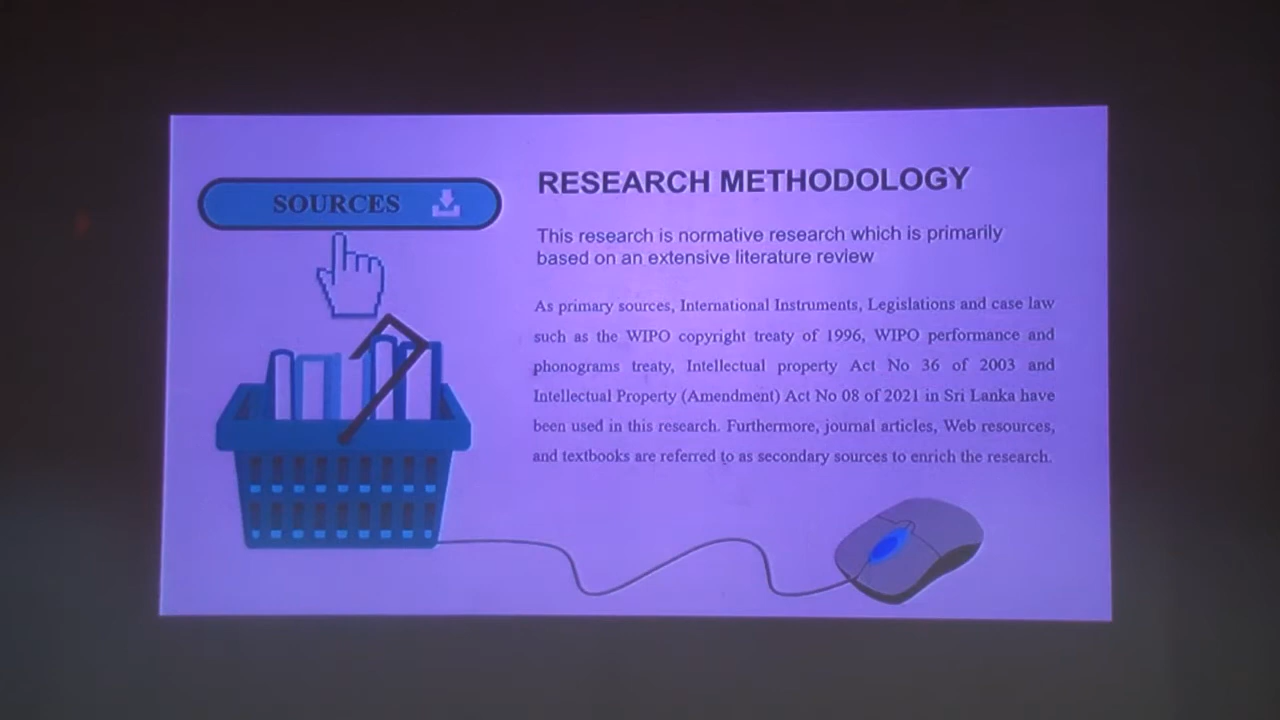 SOURCES
RESEARCH METHODOLOGY
This research is normative research which is primarily
based on an extensive literature review
As primary sources, International Instruments, Legislations and case law
such as the WIPO copyright treaty of 1996, WIPO performance and
phonograms treaty, Intellectual property Act No 36 of 2003 and
Intellectual Property (Amendment) Act No 08 of 2021 in Sri Lanka have
been used in this research. Furthermore, journal articles, Web resources,
and textbooks are referred to as secondary sources to enrich the research.